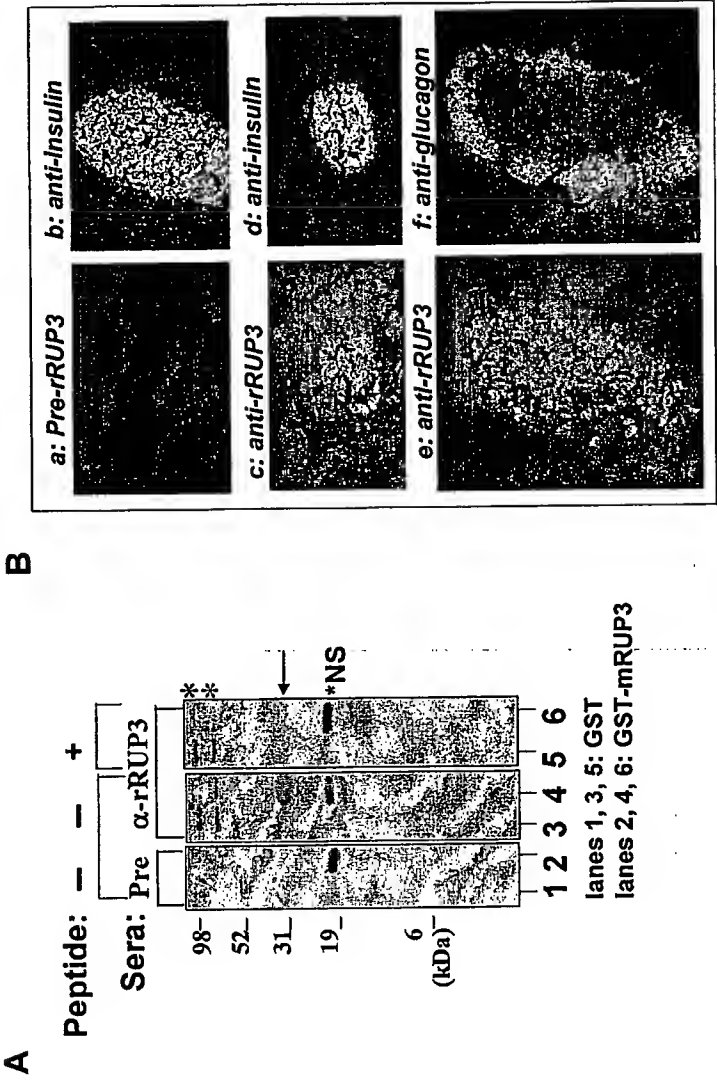 A
Peptide: − − +
Sera: Pre α-rRUP3
98
52
31
19
6
(kDa)
**
*NS
1 2 3 4 5 6
lanes 1, 3, 5: GST
lanes 2, 4, 6: GST-mRUP3
B
a: Pre-rRUP3
b: anti-Insulin
c: anti-rRUP3
d: anti-insulin
e: anti-rRUP3
f: anti-glucagon